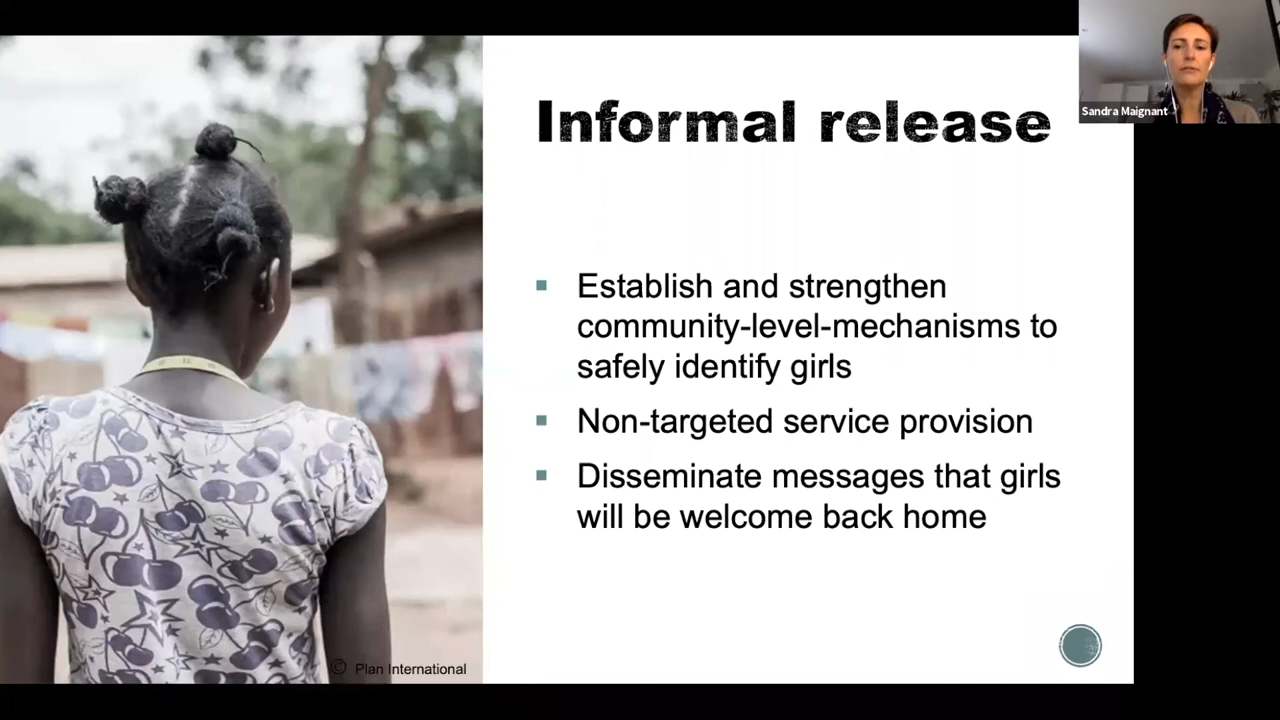 Informal release
Sandra Maignant
Establish and strengthen
community-level-mechanisms to
safely identify girls
Non-targeted service provision
Disseminate messages that girls
will be welcome back home
© Plan International